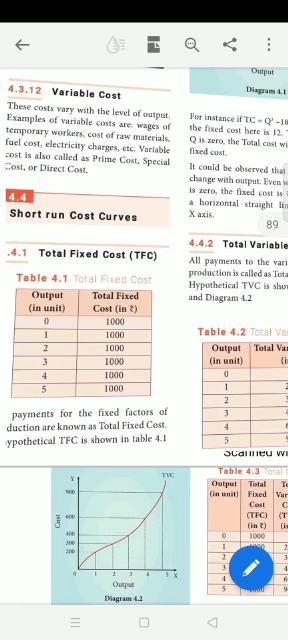 Output
Diagram 4.1
4.3.12 Variable Cost
These costs vary with the level of output.
Examples of variable costs are: wages of
temporary workers, cost of raw materials,
fuel cost, electricity charges, etc. Variable
cost is also called as Prime Cost, Special
Cost, or Direct Cost.
4.4
Short run Cost Curves
.4.1 Total Fixed Cost (TFC)
Table 4.1 Total Fixed Cost
Output (in unit) Total Fixed Cost (in ₹)
0 1000
1 1000
2 1000
3 1000
4 1000
5 1000
payments for the fixed factors of
duction are known as Total Fixed Cost.
ypothetical TFC is shown in table 4.1
For instance if TC = Q³ -18
the fixed cost here is 12.
Q is zero, the Total cost wi
fixed cost.
It could be observed that
change with output. Even w
is zero, the fixed cost is
a horizontal straight lin
X axis.
89
4.4.2 Total Variable
All payments to the vari
production is called as Tota
Hypothetical TVC is show
and Diagram 4.2
Table 4.2 Total Va
Output (in unit) Total Var
0
1
2
3
4
5
Scanned wi
Y
TVC
900
600
400
300
200
Cost
0 1 2 3 4 5 X
Output
Diagram 4.2
Table 4.3 Total
Output (in unit) Total Fixed Cost (TFC) (in ₹)
0 1000
1
2
3
4
5